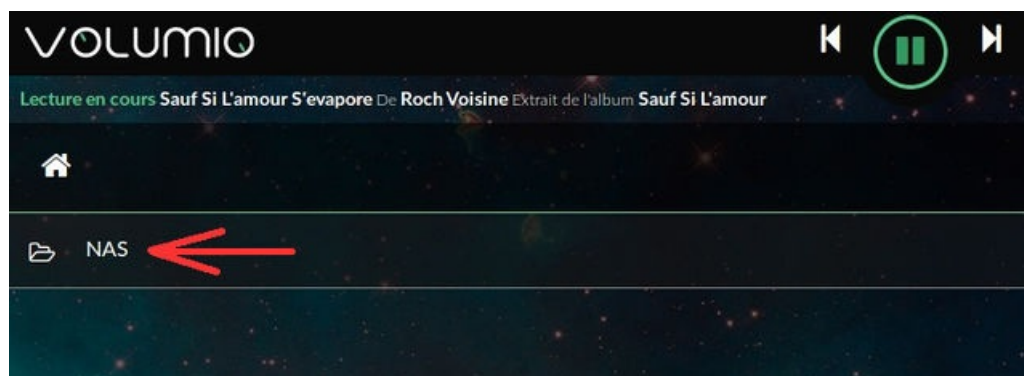 VOLUMIO
Lecture en cours Sauf Si L'amour S'evapore De Roch Voisine Extrait de l'album Sauf Si L'amour
NAS